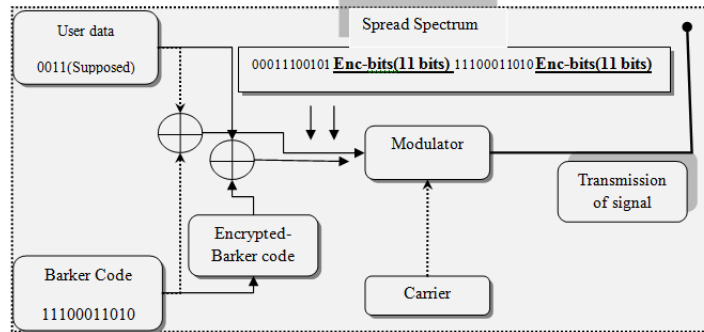 User data
0011(Supposed)
Spread Spectrum
00011100101 Enc-bits(11 bits) 11100011010 Enc-bits(11 bits)
Modulator
Transmission
of signal
Encrypted-
Barker code
Barker Code
11100011010
Carrier